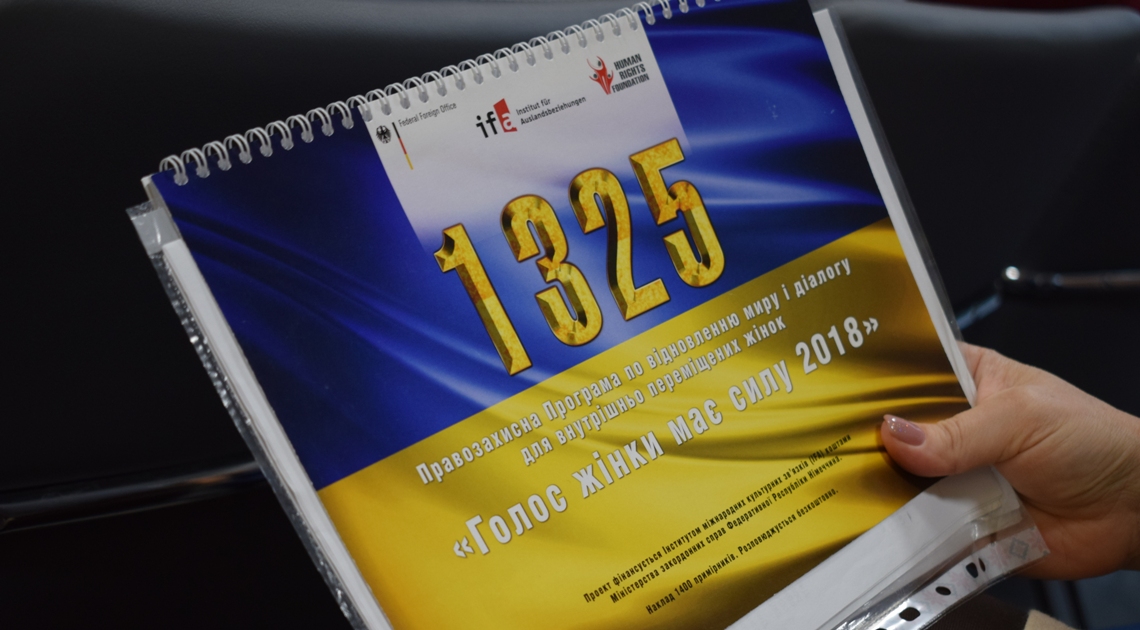 Federal Foreign Office
ifa
Institut für
Auslandsbeziehungen
HUMAN
RIGHTS
FOUNDATION
1325
Правозахисна Програма по відновленню миру і діалогу
для внутрішньо переміщених жінок
«Голос жінки має силу 2018»
Проект фінансується Інститутом міжнародних культурних зв'язків (IFA) коштами
Міністерства закордонних справ Федеративної Республіки Німеччина.
Наклад 1400 примірників. Розповсюджується безкоштовно.